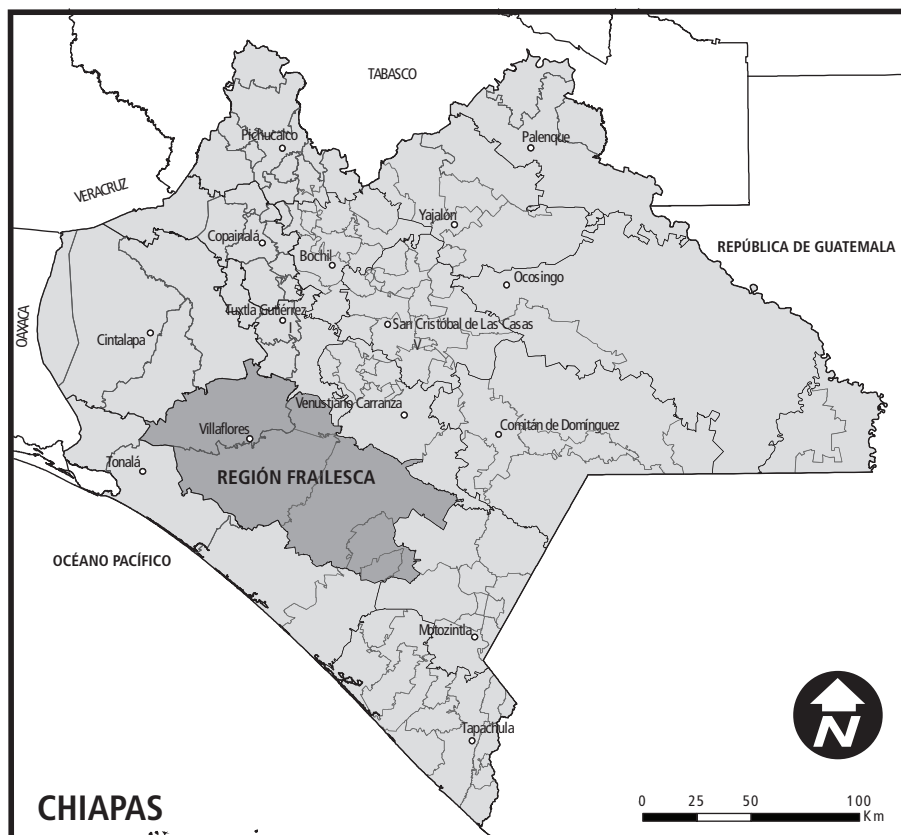 TABASCO
Pichucalco
Palenque
VERACRUZ
Yajalón
Copainalá
REPÚBLICA DE GUATEMALA
Bochil
Ocosingo
OAXACA
Tuxtla Gutiérrez
I
San Cristóbal de Las Casas
Cintalapa
V
Venustiano Carranza
Villaflores
Comitán de Domínguez
Tonalá
REGIÓN FRAILESCA
OCÉANO PACÍFICO
Motozintla
N
Tapachula
CHIAPAS
0 25 50 100
Km